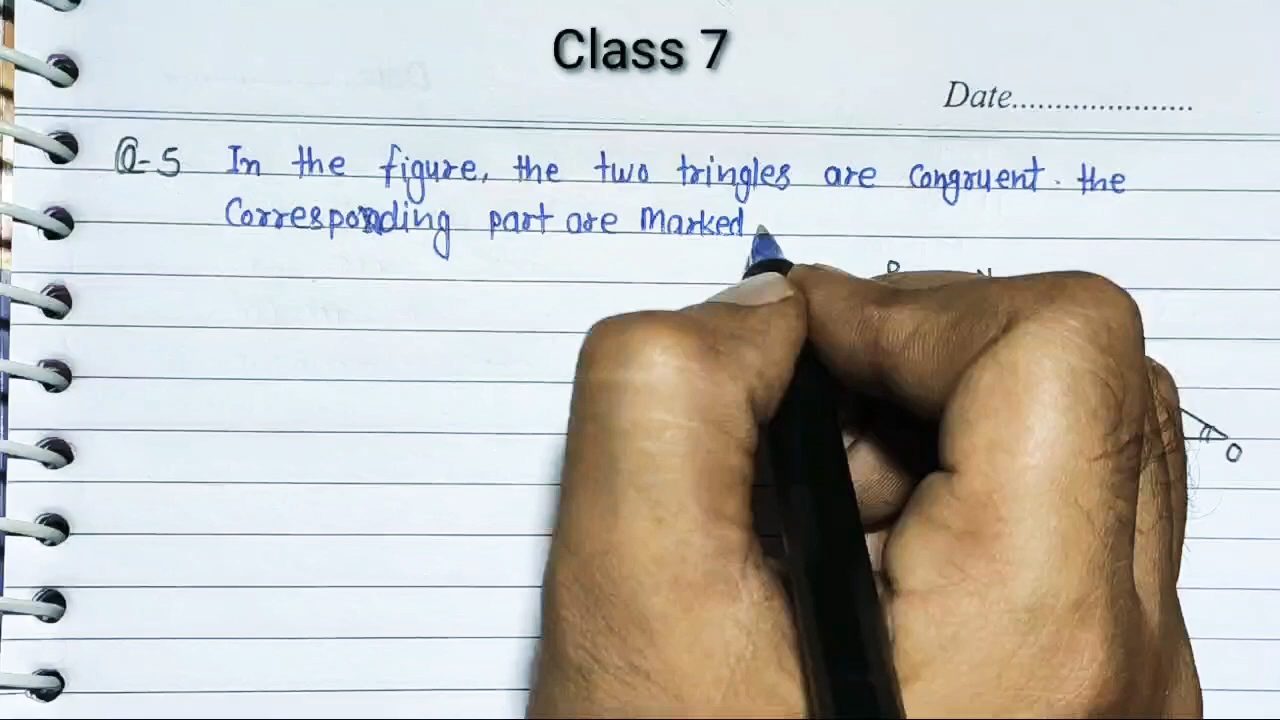 Class 7
Date.....................
Q-5 In the figure, the two tringles are congruent. the
Corresponding part are Marked
O